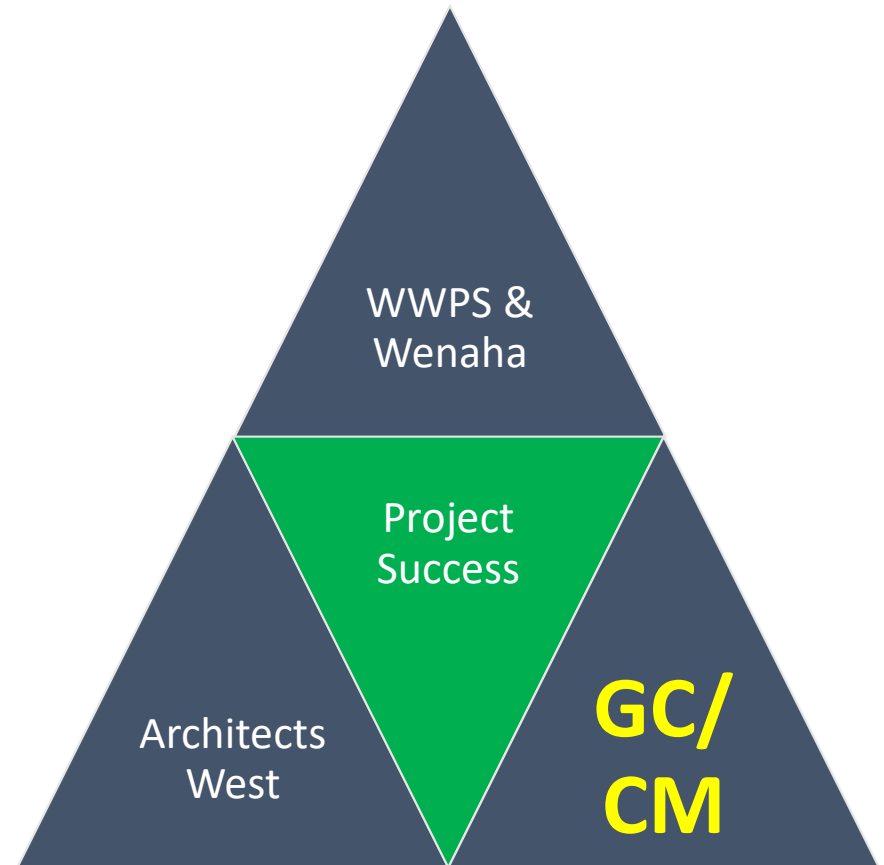 WWPS &
Wenaha
Project
Success
Architects
West
GC/
CM